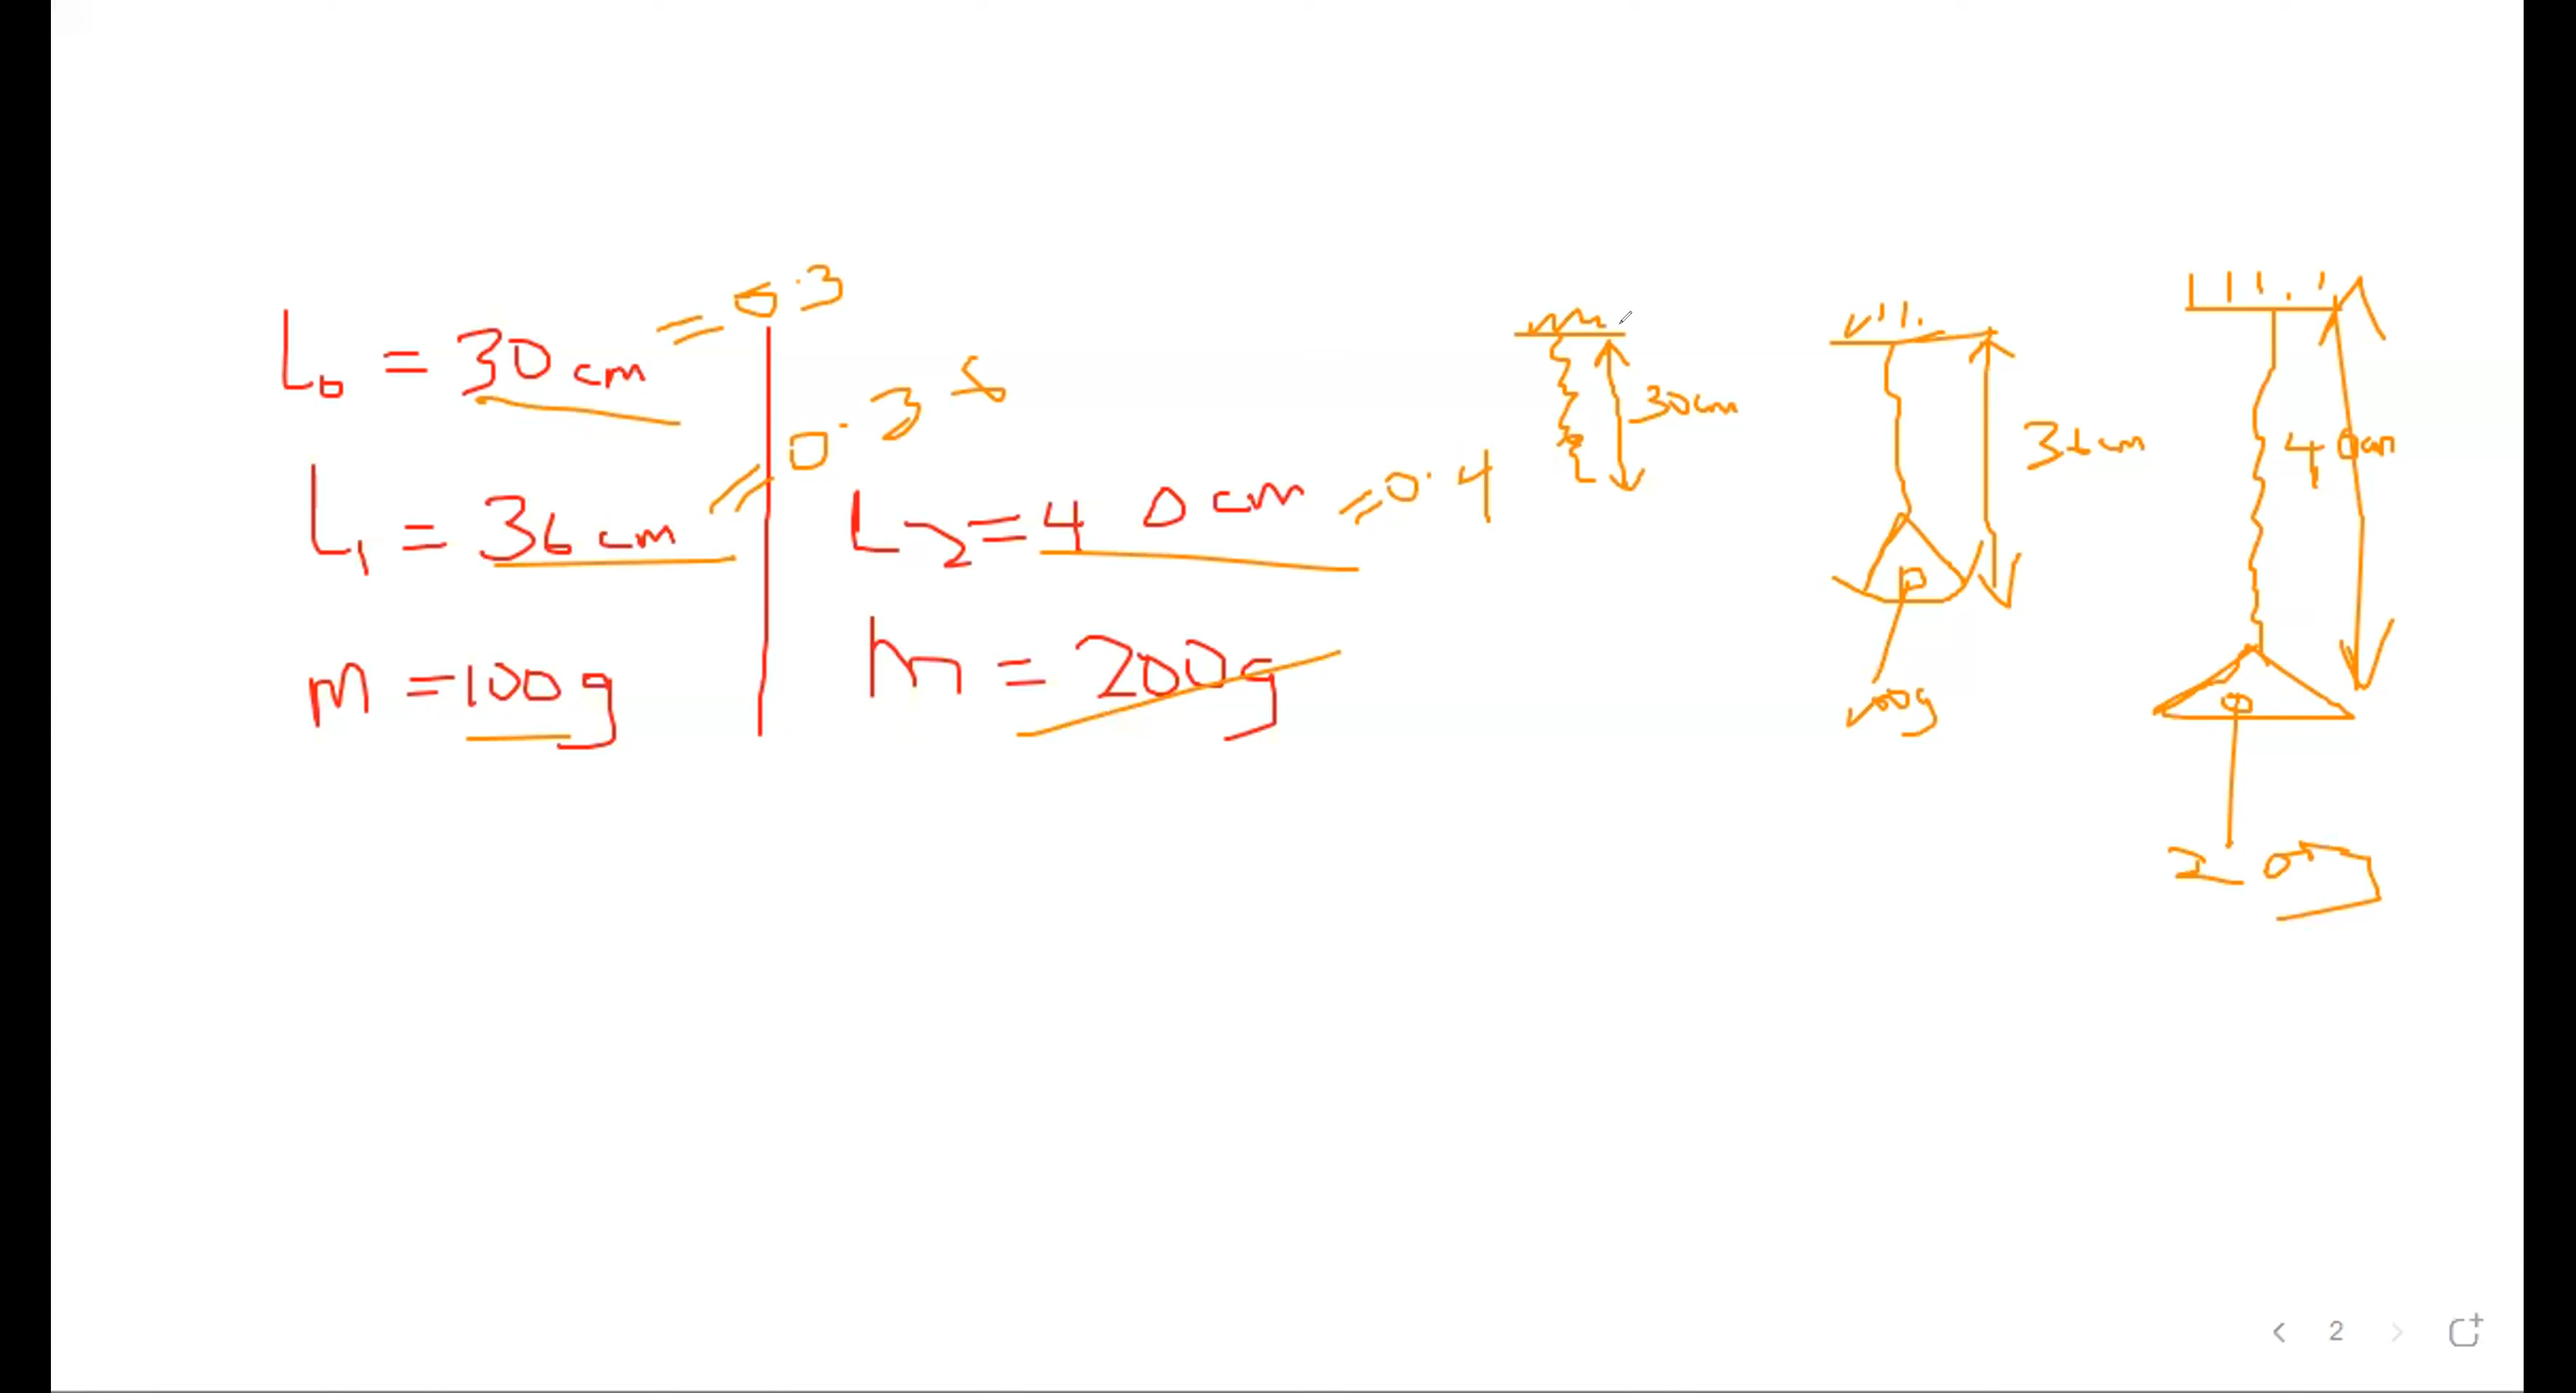 L0 = 30 cm = 0.3
L1 = 36 cm = 0.36
m = 100g
L2 = 40 cm = 0.4
m = 200g
30cm
36cm
100g
40cm
2